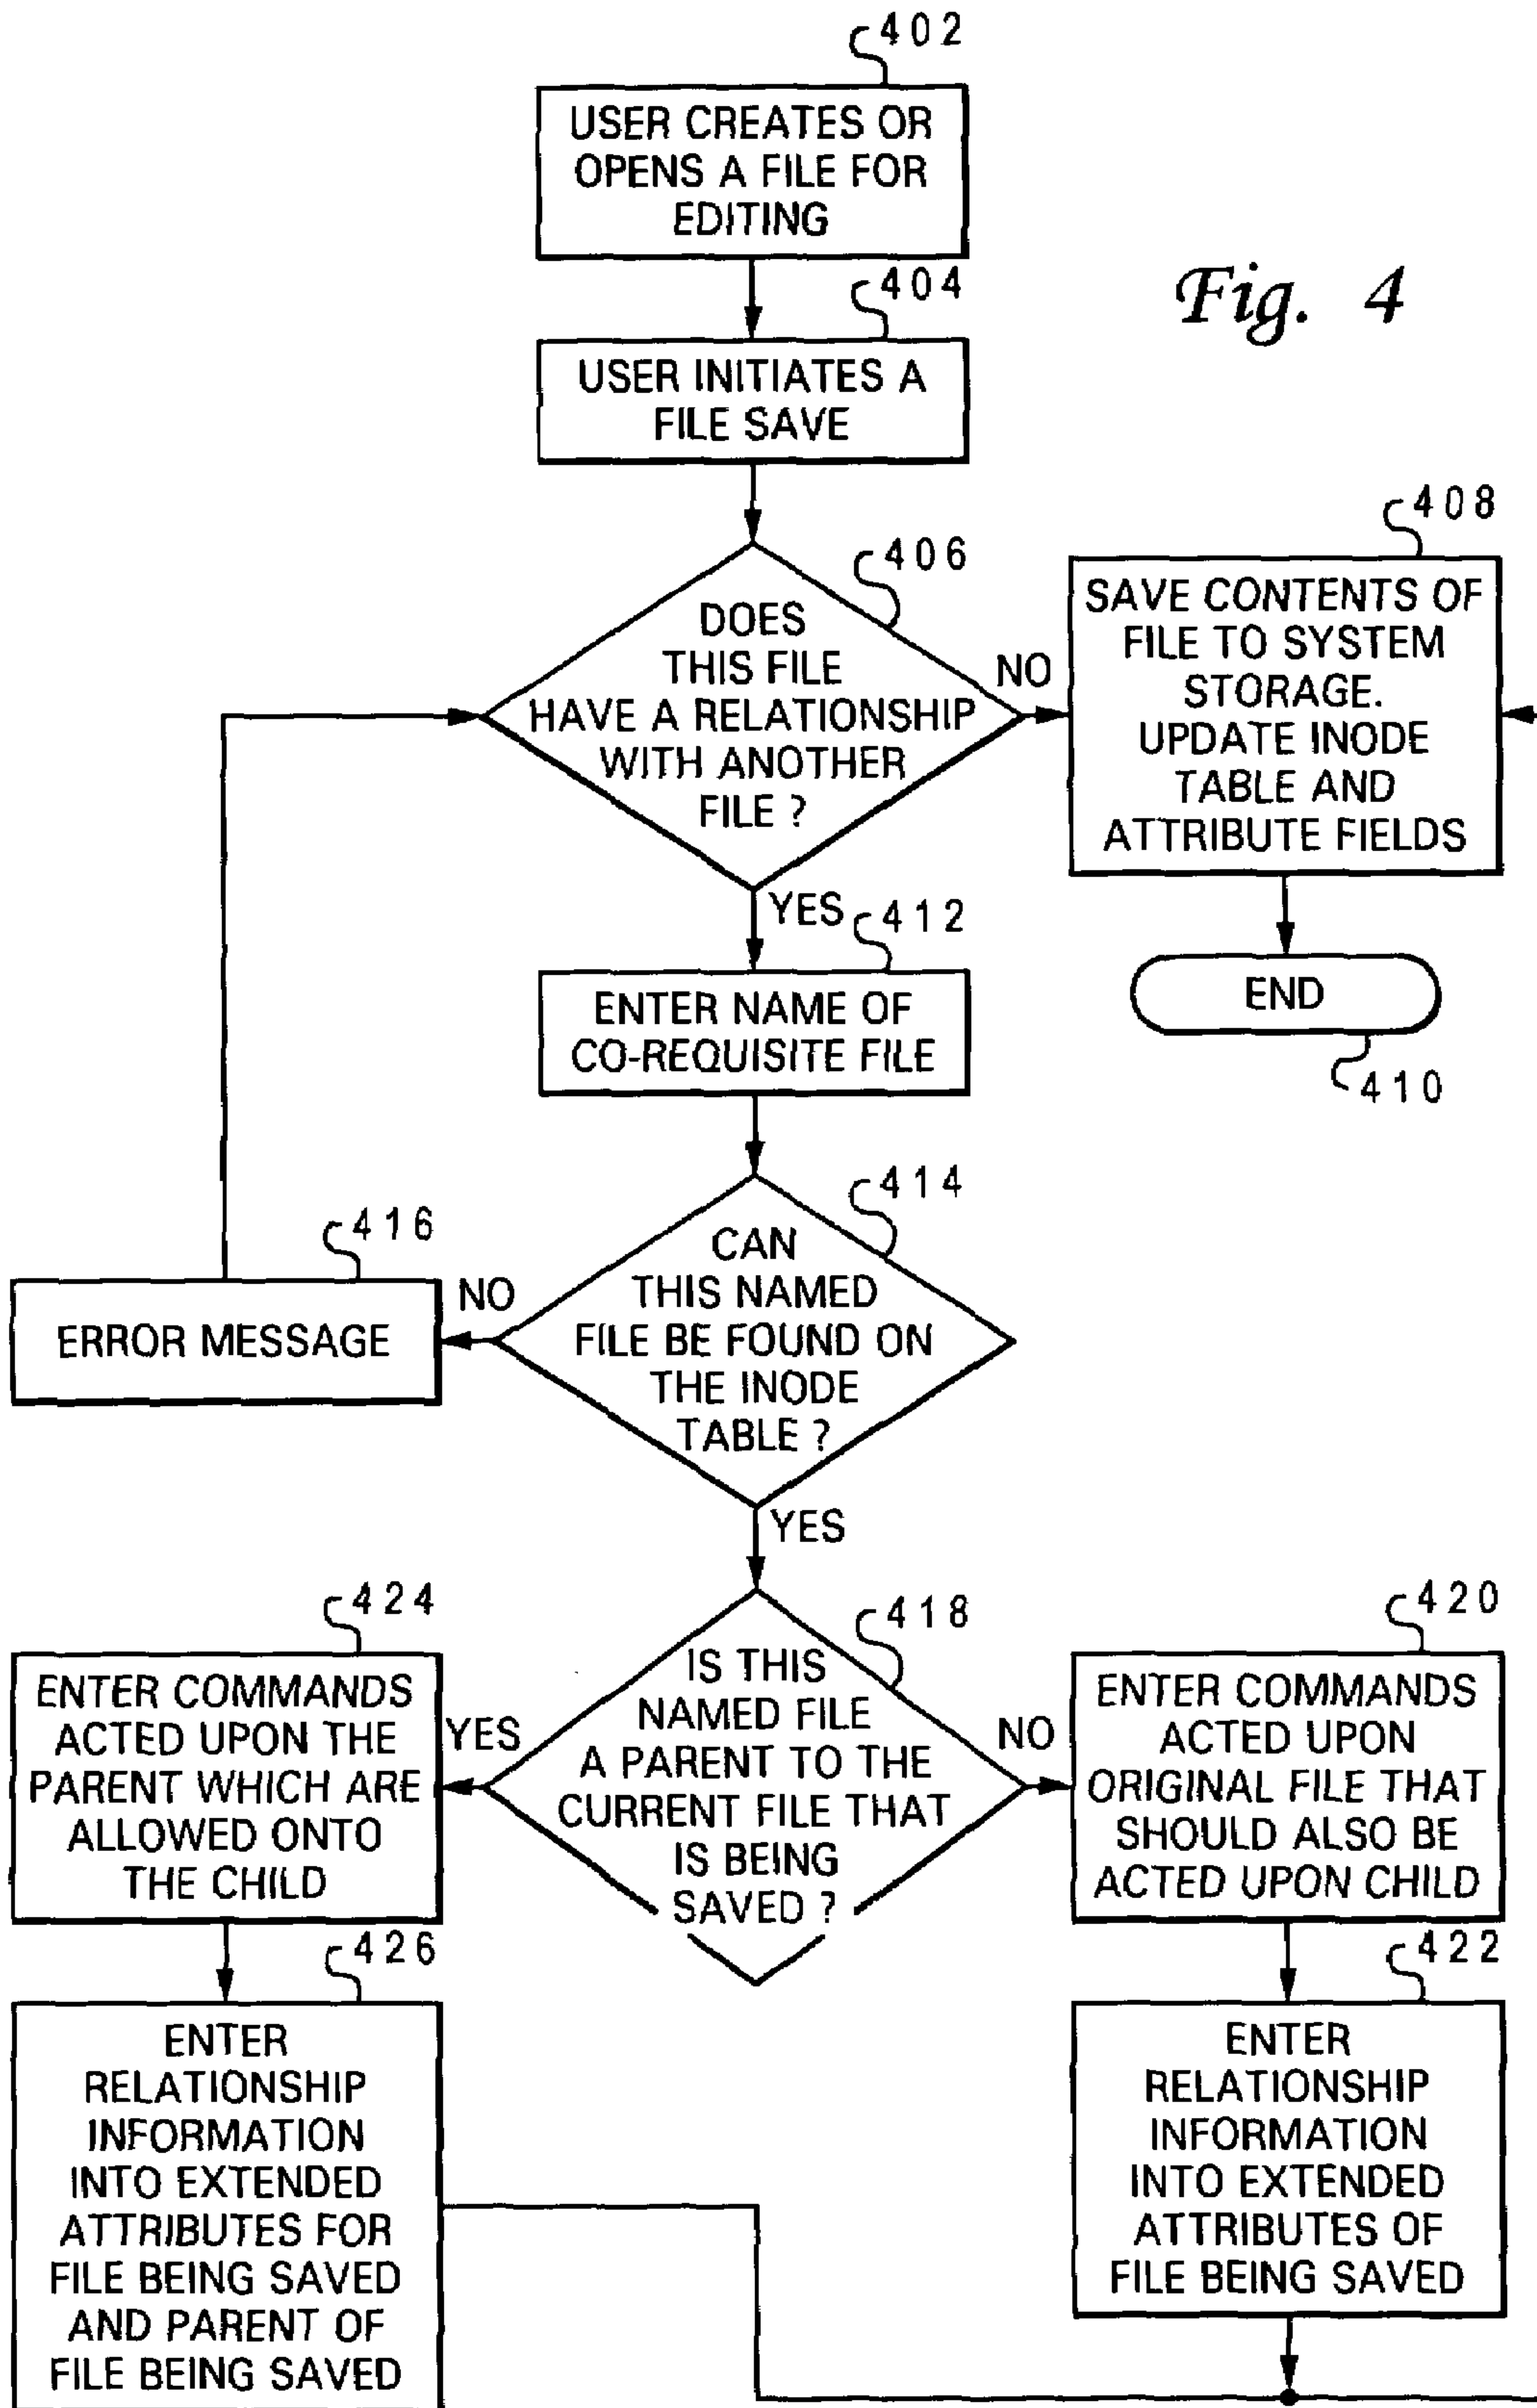 402
USER CREATES OR
OPENS A FILE FOR
EDITING
Fig. 4
404
USER INITIATES A
FILE SAVE
406
DOES
THIS FILE
HAVE A RELATIONSHIP
WITH ANOTHER
FILE ?
NO
408
SAVE CONTENTS OF
FILE TO SYSTEM
STORAGE.
UPDATE INODE
TABLE AND
ATTRIBUTE FIELDS
YES
END
410
412
ENTER NAME OF
CO-REQUISITE FILE
414
CAN
THIS NAMED
FILE BE FOUND ON
THE INODE
TABLE ?
NO
416
ERROR MESSAGE
YES
418
IS THIS
NAMED FILE
A PARENT TO THE
CURRENT FILE THAT
IS BEING
SAVED ?
YES
424
ENTER COMMANDS
ACTED UPON THE
PARENT WHICH ARE
ALLOWED ONTO
THE CHILD
NO
420
ENTER COMMANDS
ACTED UPON
ORIGINAL FILE THAT
SHOULD ALSO BE
ACTED UPON CHILD
426
ENTER
RELATIONSHIP
INFORMATION
INTO EXTENDED
ATTRIBUTES FOR
FILE BEING SAVED
AND PARENT OF
FILE BEING SAVED
422
ENTER
RELATIONSHIP
INFORMATION
INTO EXTENDED
ATTRIBUTES OF
FILE BEING SAVED